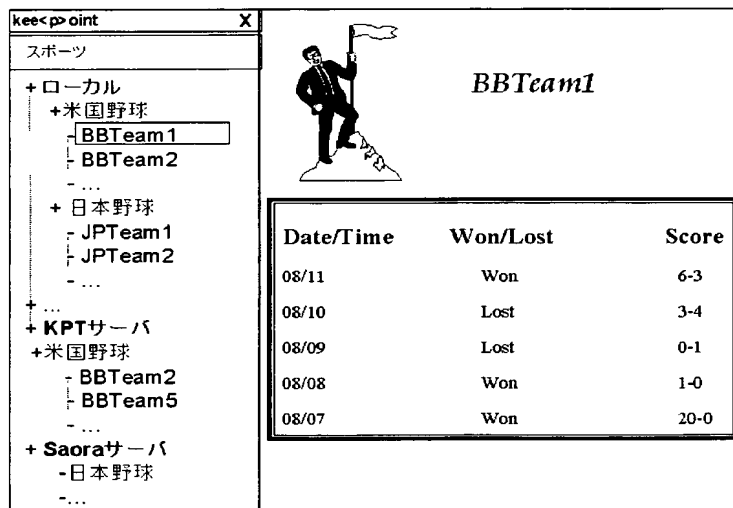 kee<p>oint X
スポーツ
+ ローカル
+米国野球
- BBTeam1
- BBTeam2
- ...
+ 日本野球
- JPTeam1
- JPTeam2
- ...
+ ...
+ KPTサーバ
+米国野球
- BBTeam2
- BBTeam5
- ...
+ Saoraサーバ
-日本野球
-...
BBTeam1
Date/Time Won/Lost Score
08/11 Won 6-3
08/10 Lost 3-4
08/09 Lost 0-1
08/08 Won 1-0
08/07 Won 20-0